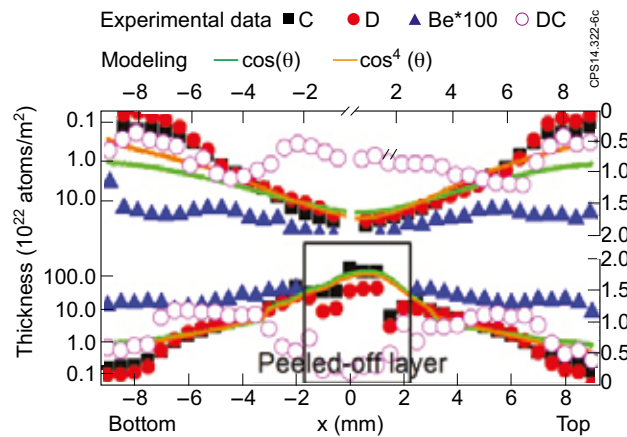 Experimental data C D Be*100 DC
Modeling cos(θ) cos⁴ (θ)
CPS14.322-6c
−8 −6 −4 −2 2 4 6 8
0.1 0
1.0 0.5
10.0 1.0
1.5
2.0
100.0 2.0
10.0 1.5
1.0 1.0
0.1 0.5
0
Thickness (10²² atoms/m²)
Peeled-off layer
−8 −6 −4 −2 0 2 4 6 8
Bottom x (mm) Top